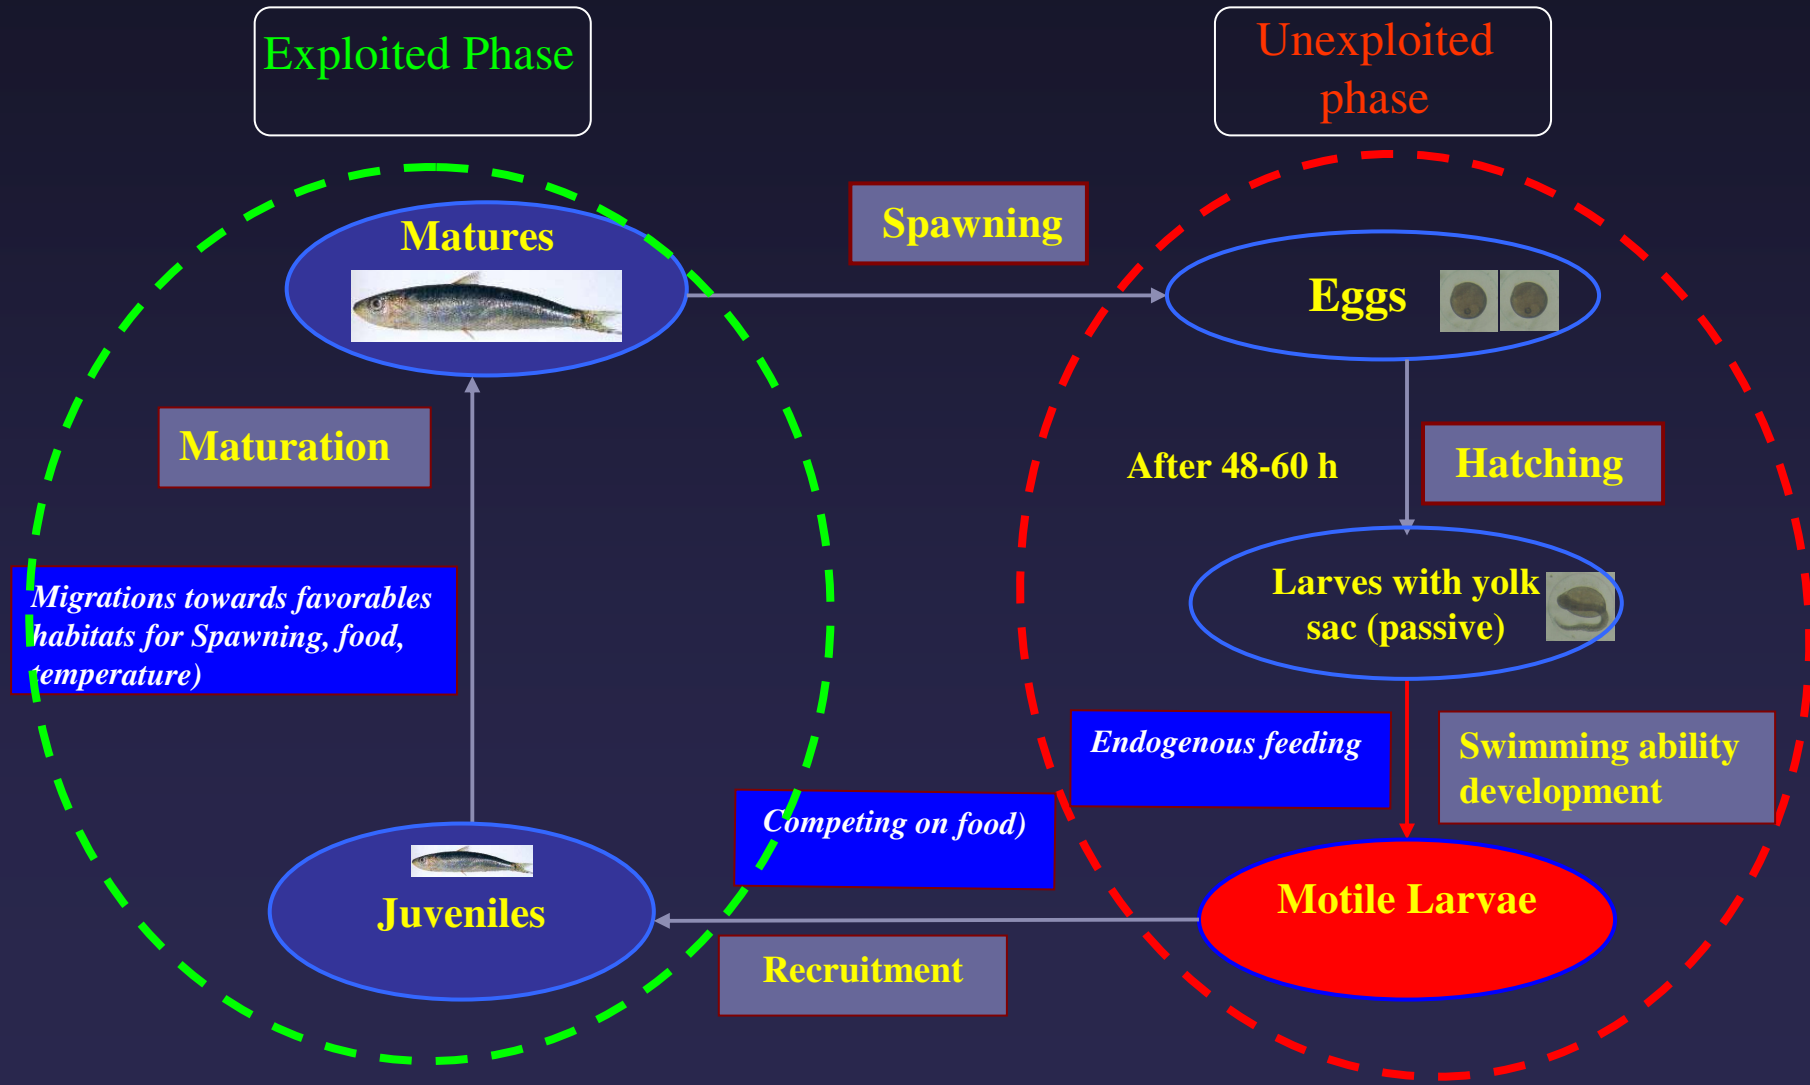 Exploited Phase
Unexploited
phase
Matures
Spawning
Eggs
Maturation
After 48-60 h
Hatching
Migrations towards favorables
habitats for Spawning, food,
temperature)
Larves with yolk
sac (passive)
Endogenous feeding
Swimming ability
development
Competing on food)
Juveniles
Motile Larvae
Recruitment